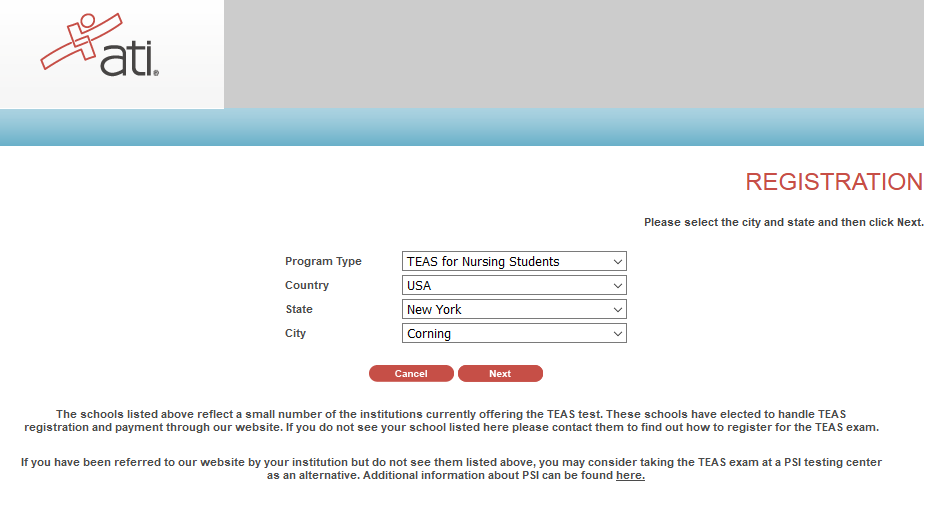 ati®
REGISTRATION
Please select the city and state and then click Next.
Program Type TEAS for Nursing Students
Country USA
State New York
City Corning
Cancel Next
The schools listed above reflect a small number of the institutions currently offering the TEAS test. These schools have elected to handle TEAS
registration and payment through our website. If you do not see your school listed here please contact them to find out how to register for the TEAS exam.
If you have been referred to our website by your institution but do not see them listed above, you may consider taking the TEAS exam at a PSI testing center
as an alternative. Additional information about PSI can be found here.